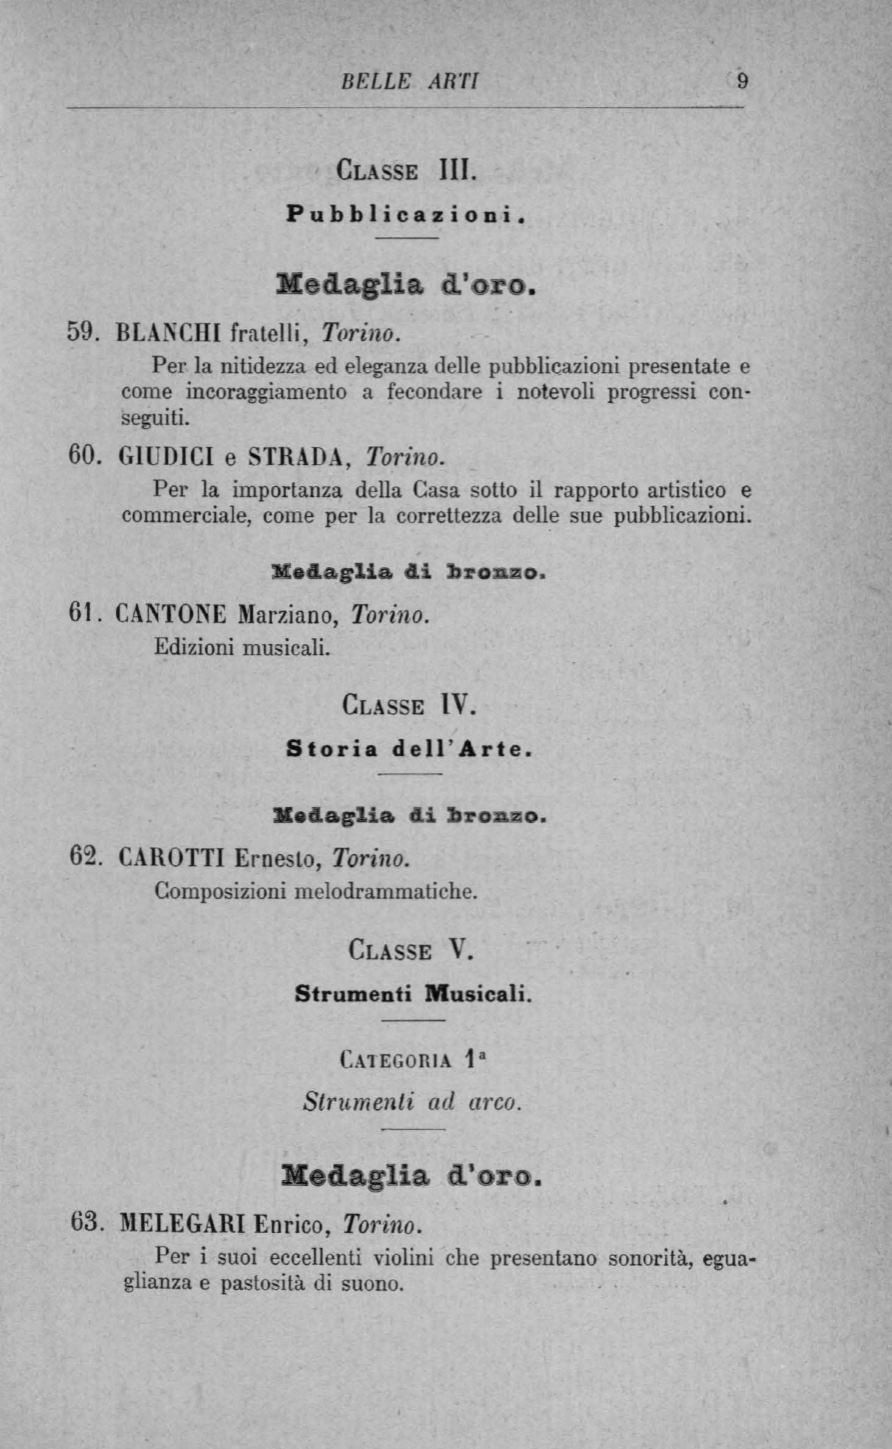 BELLE ARTI 9
CLASSE III.
Pubblicazioni.
Medaglia d'oro.
59. BLANCHI fratelli, Torino.
Per la nitidezza ed eleganza delle pubblicazioni presentate e
come incoraggiamento a fecondare i notevoli progressi con-
seguiti.
60. GIUDICI e STRADA, Torino.
Per la importanza della Casa sotto il rapporto artistico e
commerciale, come per la correttezza delle sue pubblicazioni.
Medaglia di bronzo.
61. CANTONE Marziano, Torino.
Edizioni musicali.
CLASSE IV.
Storia dell'Arte.
Medaglia di bronzo.
62. CAROTTI Ernesto, Torino.
Composizioni melodrammatiche.
CLASSE V.
Strumenti Musicali.
CATEGORIA 1ª
Strumenti ad arco.
Medaglia d'oro.
63. MELEGARI Enrico, Torino.
Per i suoi eccellenti violini che presentano sonorità, egua-
glianza e pastosità di suono.